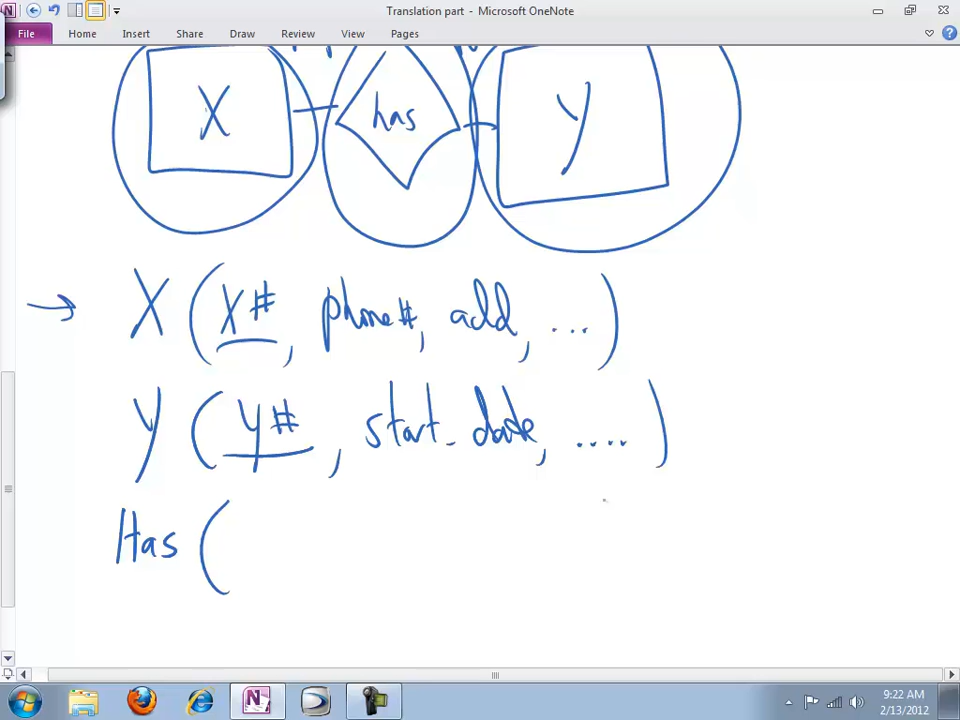 Translation part - Microsoft OneNote
File Home Insert Share Draw Review View Pages
X has Y
→ X (X#, phone#, add, ...)
Y (Y#, start_date, ....)
Has (
9:22 AM
2/13/2012